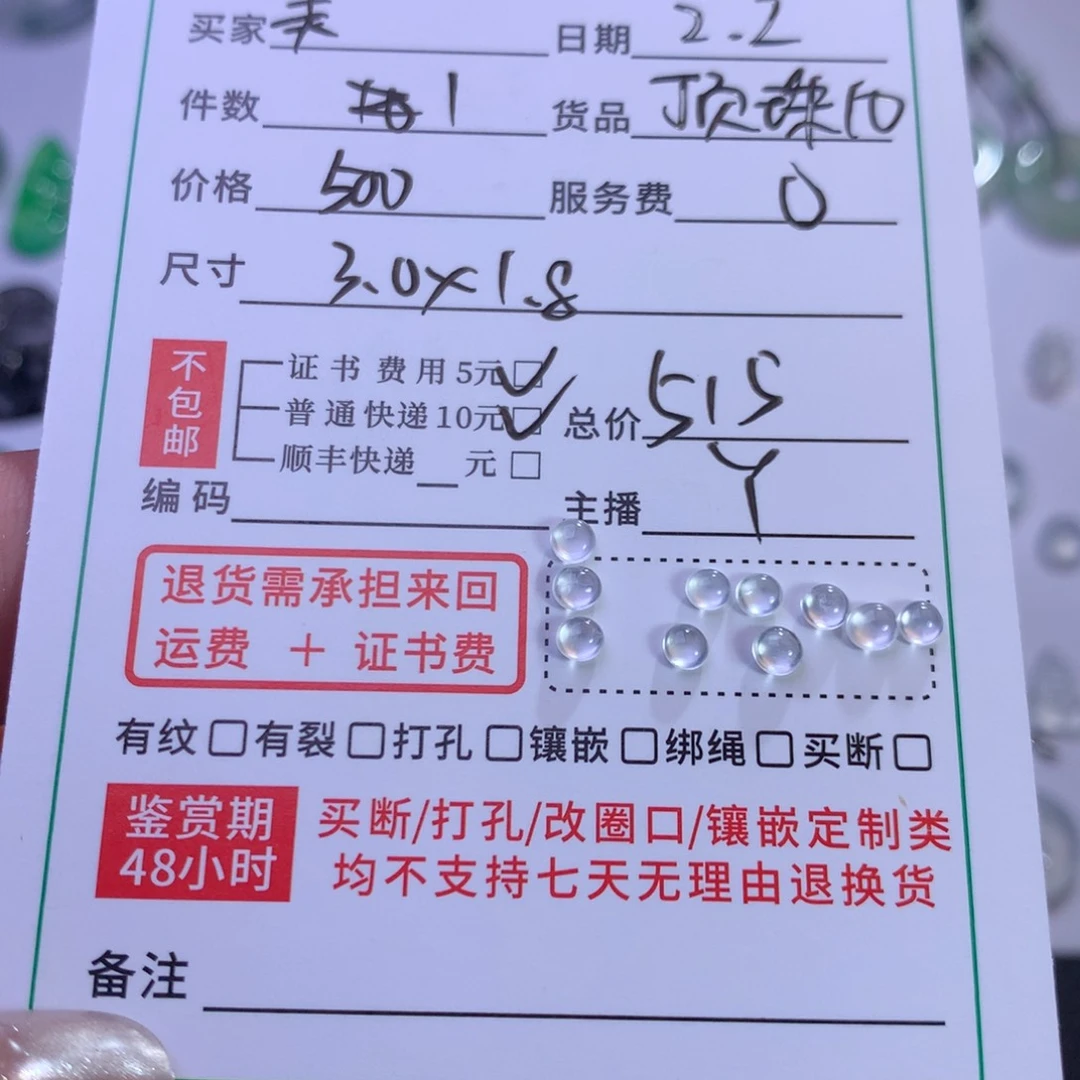 买家 日期 2.2
件数 1 货品 顶珠10
价格 500 服务费 0
尺寸 3.0×1.8
不包邮
证书费用5元☐ ✓
普通快递10元☐ ✓ 总价 515
顺丰快递__元☐
编码 主播 Y
退货需承担来回
运费 + 证书费
有纹☐有裂☐打孔☐镶嵌☐绑绳☐买断☐
鉴赏期
48小时
买断/打孔/改圈口/镶嵌定制类
均不支持七天无理由退换货
备注